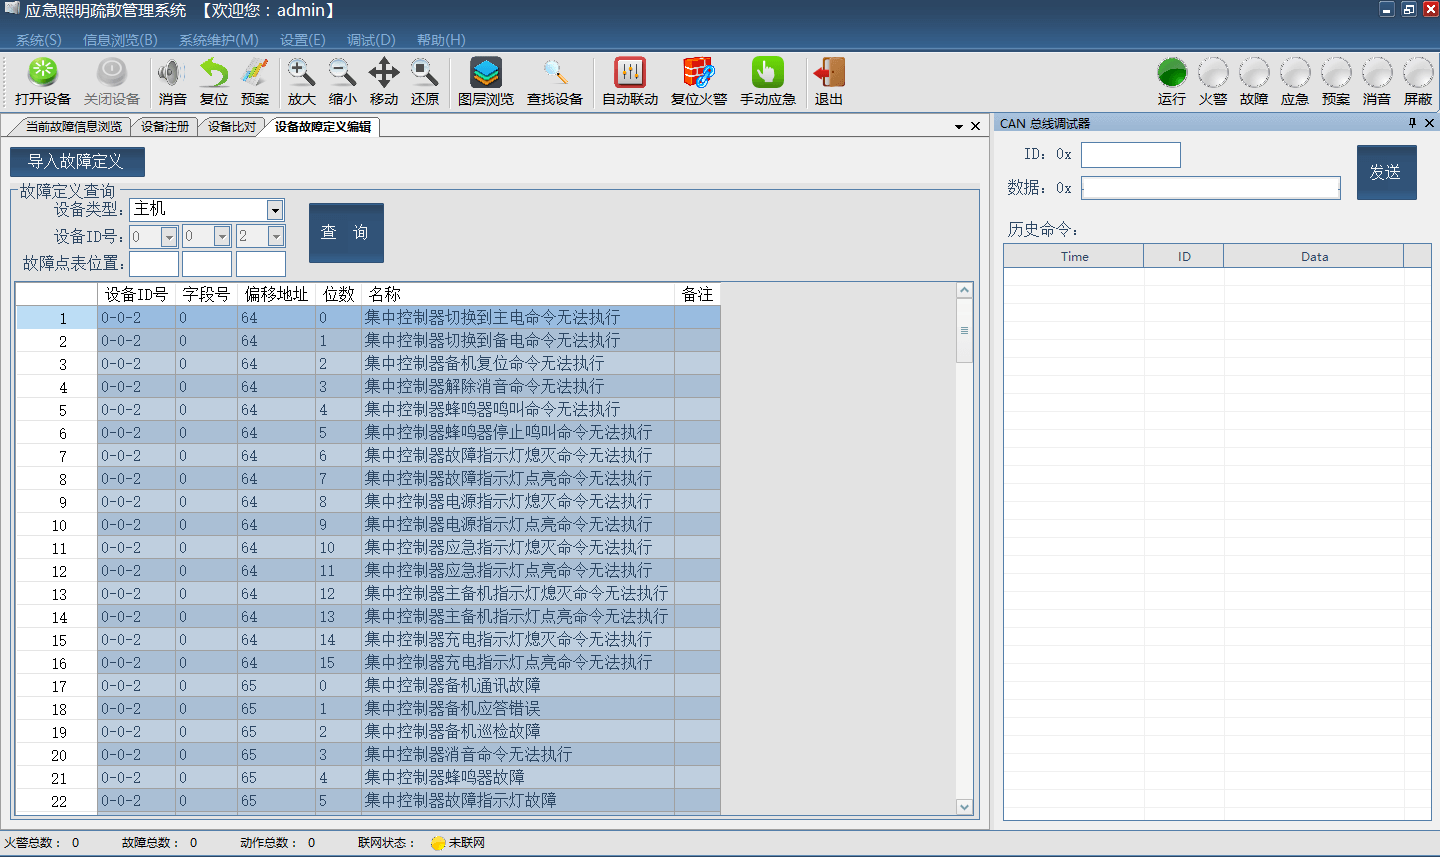 应急照明疏散管理系统 【欢迎您：admin】
系统(S) 信息浏览(B) 系统维护(M) 设置(E) 调试(D) 帮助(H)
打开设备 关闭设备 消音 复位 预案 放大 缩小 移动 还原 图层浏览 查找设备 自动联动 复位火警 手动应急 退出 运行 火警 故障 应急 预案 消音 屏蔽
当前故障信息浏览 设备注册 设备比对 设备故障定义编辑
导入故障定义
故障定义查询
设备类型： 主机
设备ID号： 0 0 2
故障点表位置：
查 询
设备ID号 字段号 偏移地址 位数 名称 备注
1 0-0-2 0 64 0 集中控制器切换到主电命令无法执行
2 0-0-2 0 64 1 集中控制器切换到备电命令无法执行
3 0-0-2 0 64 2 集中控制器备机复位命令无法执行
4 0-0-2 0 64 3 集中控制器解除消音命令无法执行
5 0-0-2 0 64 4 集中控制器蜂鸣器鸣叫命令无法执行
6 0-0-2 0 64 5 集中控制器蜂鸣器停止鸣叫命令无法执行
7 0-0-2 0 64 6 集中控制器故障指示灯熄灭命令无法执行
8 0-0-2 0 64 7 集中控制器故障指示灯点亮命令无法执行
9 0-0-2 0 64 8 集中控制器电源指示灯熄灭命令无法执行
10 0-0-2 0 64 9 集中控制器电源指示灯点亮命令无法执行
11 0-0-2 0 64 10 集中控制器应急指示灯熄灭命令无法执行
12 0-0-2 0 64 11 集中控制器应急指示灯点亮命令无法执行
13 0-0-2 0 64 12 集中控制器主备机指示灯熄灭命令无法执行
14 0-0-2 0 64 13 集中控制器主备机指示灯点亮命令无法执行
15 0-0-2 0 64 14 集中控制器充电指示灯熄灭命令无法执行
16 0-0-2 0 64 15 集中控制器充电指示灯点亮命令无法执行
17 0-0-2 0 65 0 集中控制器备机通讯故障
18 0-0-2 0 65 1 集中控制器备机应答错误
19 0-0-2 0 65 2 集中控制器备机巡检故障
20 0-0-2 0 65 3 集中控制器消音命令无法执行
21 0-0-2 0 65 4 集中控制器蜂鸣器故障
22 0-0-2 0 65 5 集中控制器故障指示灯故障
CAN 总线调试器
ID： 0x
数据： 0x
发送
历史命令：
Time ID Data
火警总数： 0 故障总数： 0 动作总数： 0 联网状态： 未联网